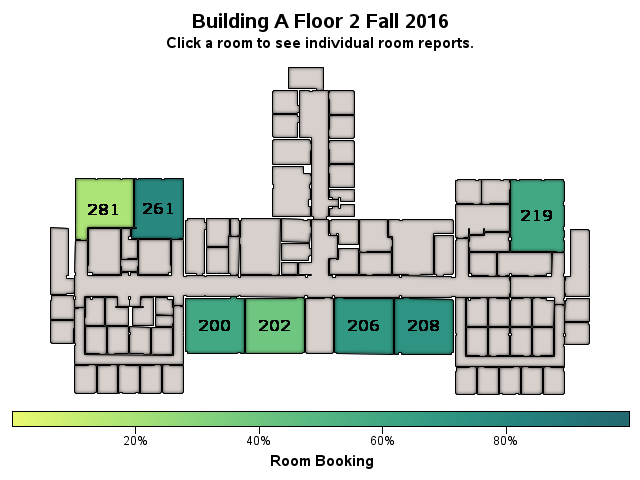 Building A Floor 2 Fall 2016
Click a room to see individual room reports.
281 261 219
200 202 206 208
20% 40% 60% 80%
Room Booking